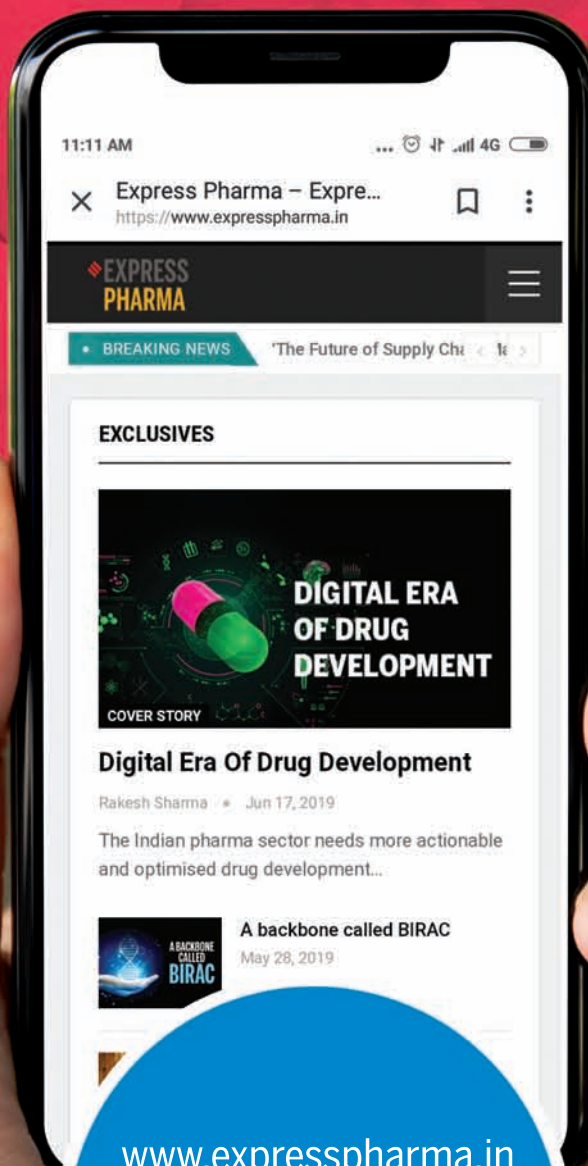 11:11 AM ... 4G
Express Pharma – Expre...
https://www.expresspharma.in
EXPRESS
PHARMA
• BREAKING NEWS 'The Future of Supply
EXCLUSIVES
DIGITAL ERA
OF DRUG
DEVELOPMENT
COVER STORY
Digital Era Of Drug Development
Rakesh Sharma • Jun 17, 2019
The Indian pharma sector needs more actionable
and optimised drug development...
A BACKBONE
CALLED
BIRAC
A backbone called BIRAC
May 28, 2019
www.expresspharma.in